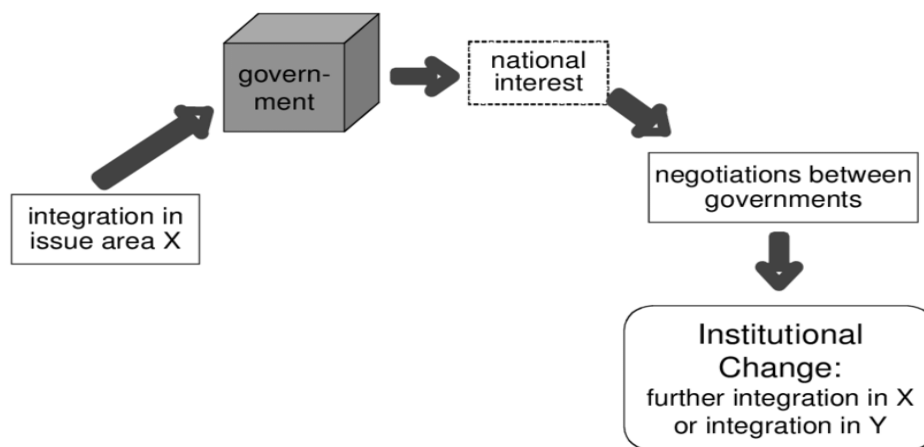 govern-
ment
national
interest
negotiations between
governments
integration in
issue area X
Institutional
Change:
further integration in X
or integration in Y